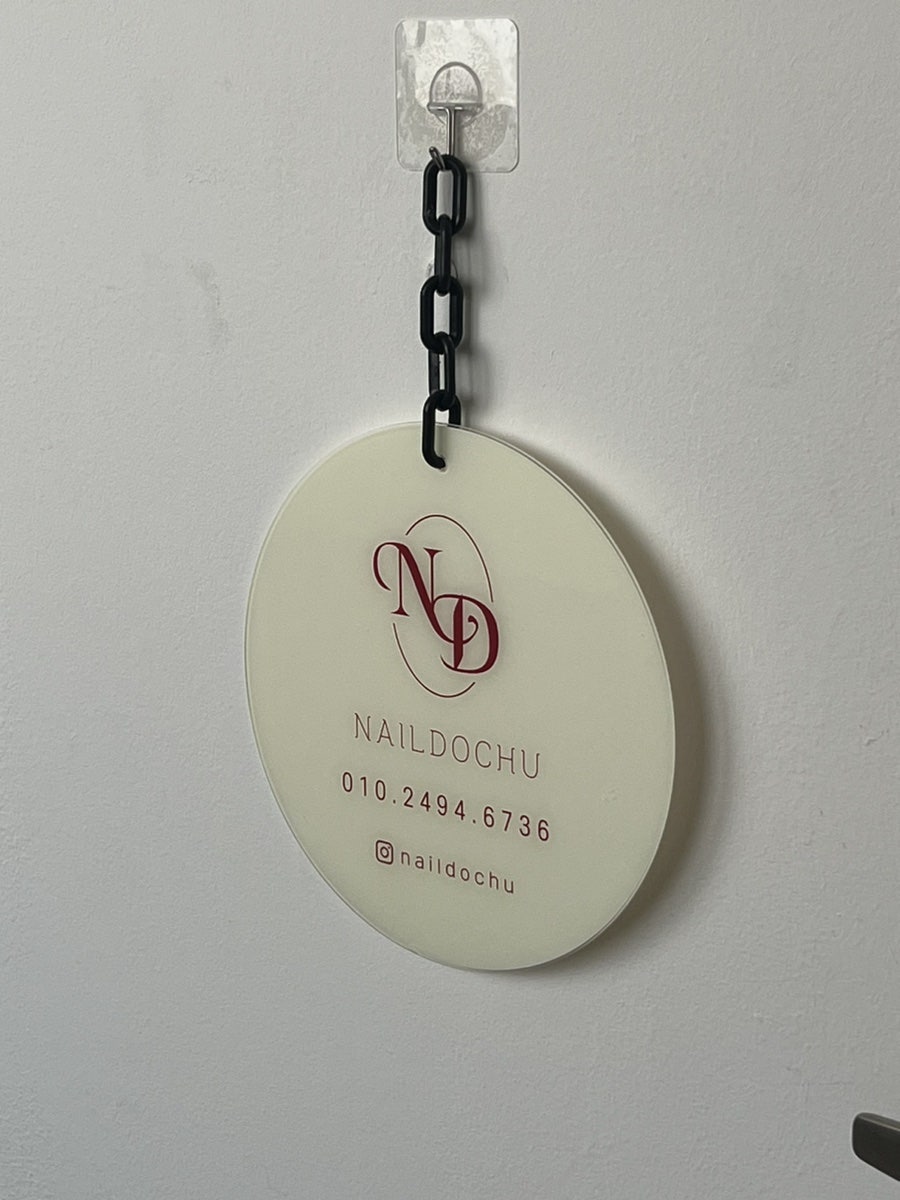 ND
NAILDOCHU
010.2494.6736
naildochu